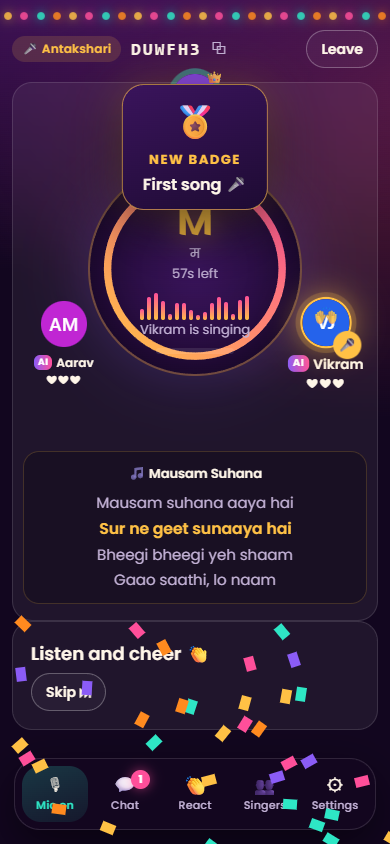 Antakshari
DUWFH3
Leave
NEW BADGE
First song
M
म
57s left
Vikram is singing
AM
AI Aarav
AI Vikram
Mausam Suhana
Mausam suhana aaya hai
Sur ne geet sunaaya hai
Bheegi bheegi yeh shaam
Gaao saathi, lo naam
Listen and cheer
Skip
1
Mic on
Chat
React
Singers
Settings